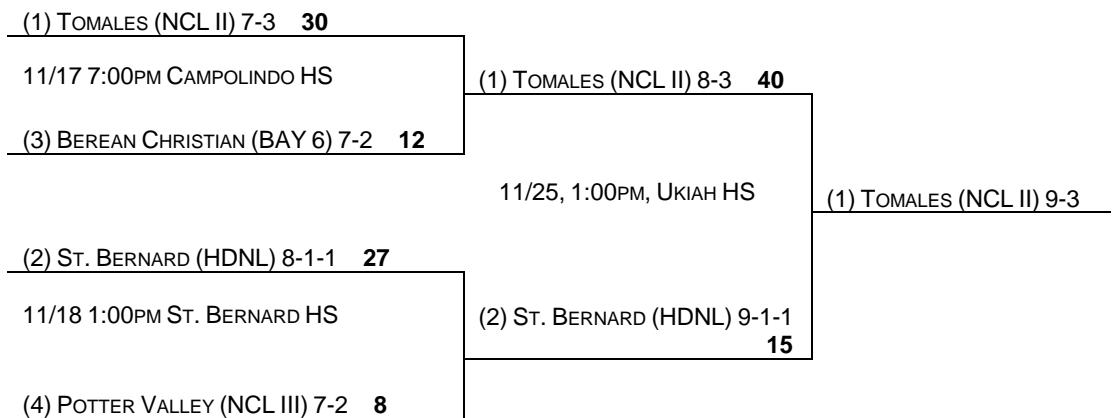 (1) TOMALES (NCL II) 7-3 30
11/17 7:00PM CAMPOLINDO HS
(1) TOMALES (NCL II) 8-3 40
(3) BEREAN CHRISTIAN (BAY 6) 7-2 12
11/25, 1:00PM, UKIAH HS
(1) TOMALES (NCL II) 9-3
(2) ST. BERNARD (HDNL) 8-1-1 27
11/18 1:00PM ST. BERNARD HS
(2) ST. BERNARD (HDNL) 9-1-1
15
(4) POTTER VALLEY (NCL III) 7-2 8